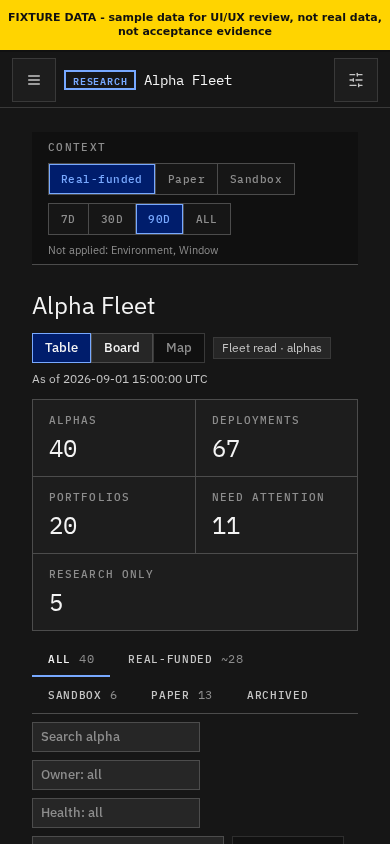 FIXTURE DATA - sample data for UI/UX review, not real data,
not acceptance evidence
RESEARCH Alpha Fleet
CONTEXT
Real-funded Paper Sandbox
7D 30D 90D ALL
Not applied: Environment, Window
Alpha Fleet
Table Board Map Fleet read · alphas
As of 2026-09-01 15:00:00 UTC
ALPHAS DEPLOYMENTS
40 67
PORTFOLIOS NEED ATTENTION
20 11
RESEARCH ONLY
5
ALL 40 REAL-FUNDED ~28
SANDBOX 6 PAPER 13 ARCHIVED
Search alpha
Owner: all
Health: all